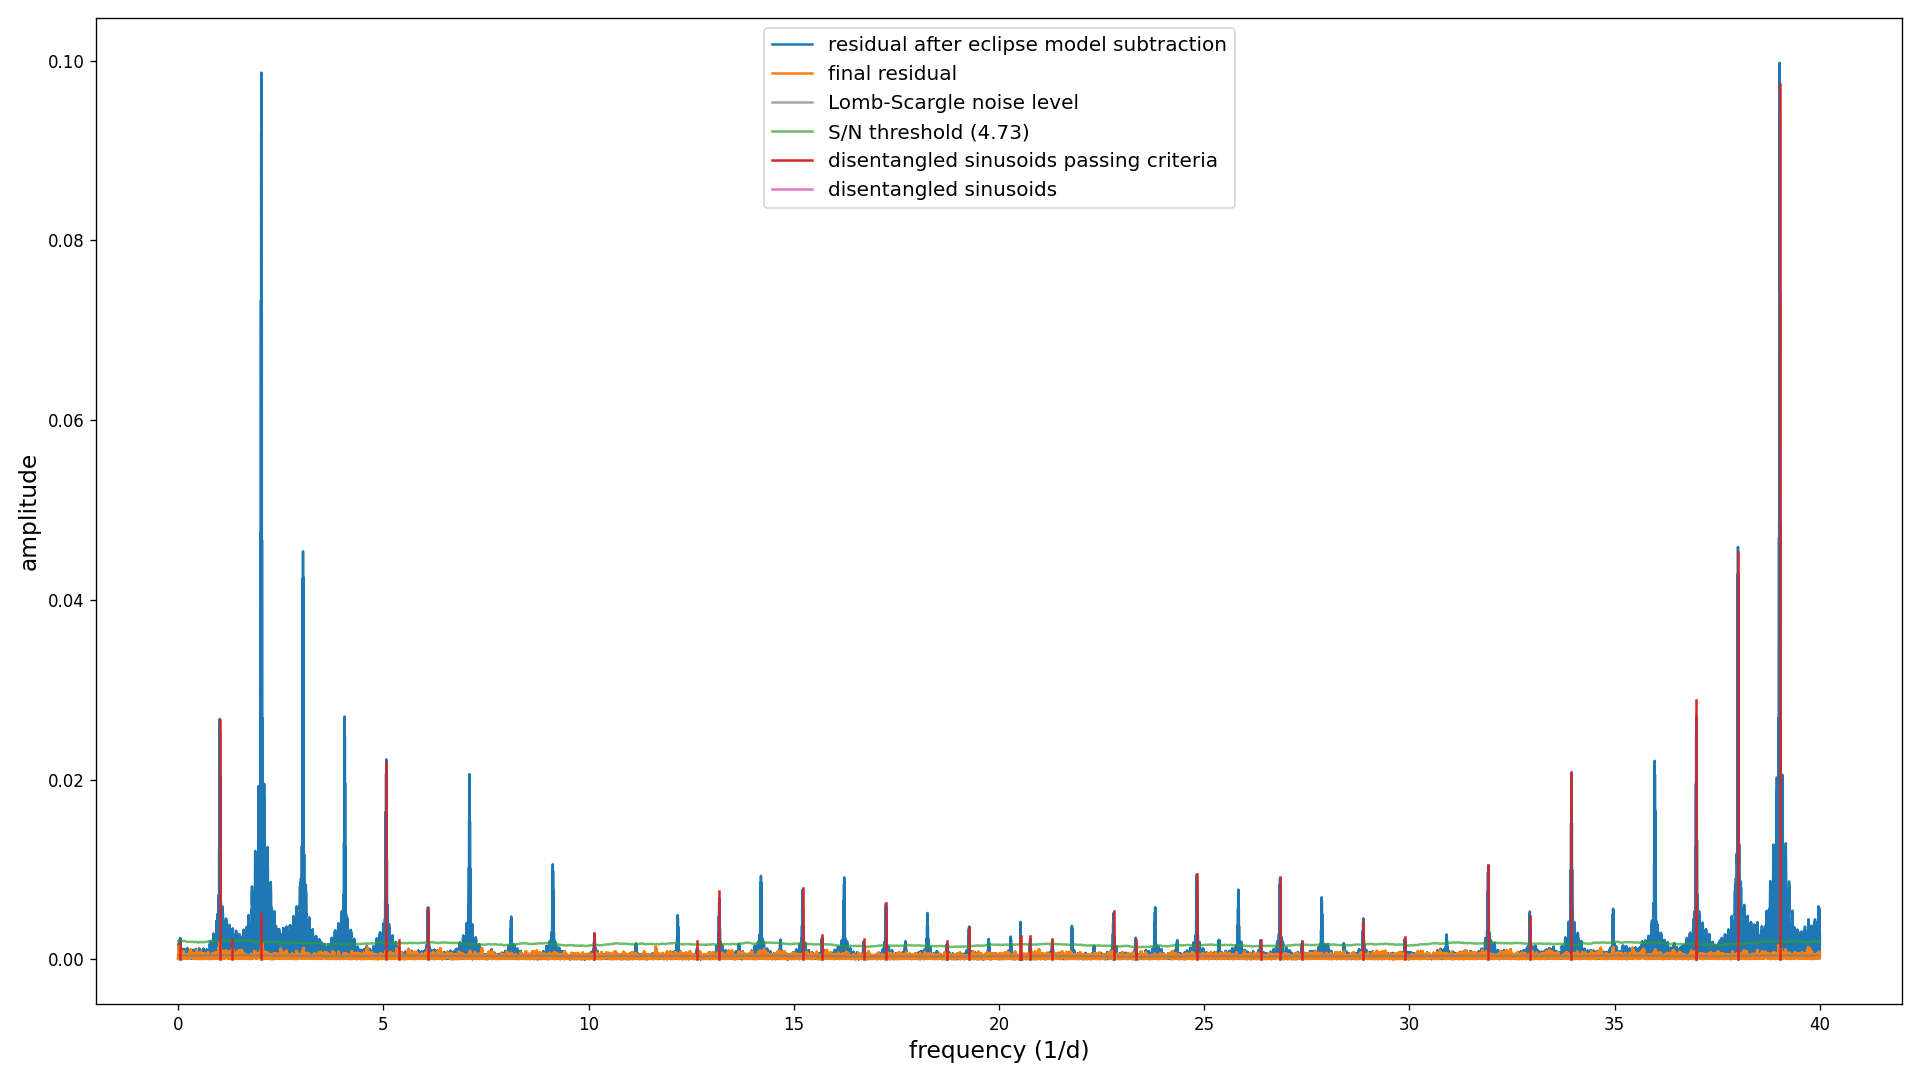 residual after eclipse model subtraction
final residual
Lomb-Scargle noise level
S/N threshold (4.73)
disentangled sinusoids passing criteria
disentangled sinusoids
0.10
0.08
0.06
0.04
0.02
0.00
amplitude
0 5 10 15 20 25 30 35 40
frequency (1/d)